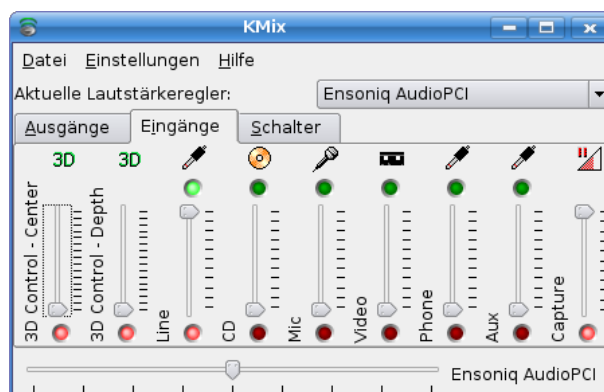 KMix
Datei Einstellungen Hilfe
Aktuelle Lautstärkeregler: Ensoniq AudioPCI
Ausgänge Eingänge Schalter
3D 3D
3D Control - Center
3D Control - Depth
Line
CD
Mic
Video
Phone
Aux
Capture
Ensoniq AudioPCI